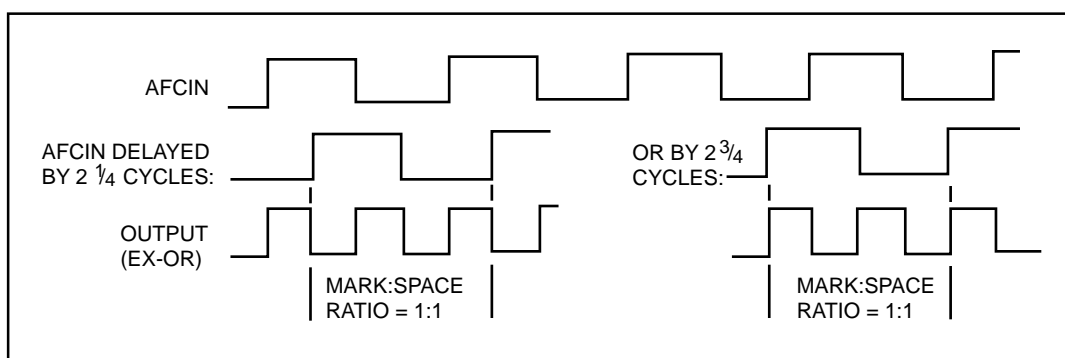 AFCIN
AFCIN DELAYED
BY 2 1/4 CYCLES:
OR BY 2 3/4
CYCLES:
OUTPUT
(EX-OR)
MARK:SPACE
RATIO = 1:1
MARK:SPACE
RATIO = 1:1